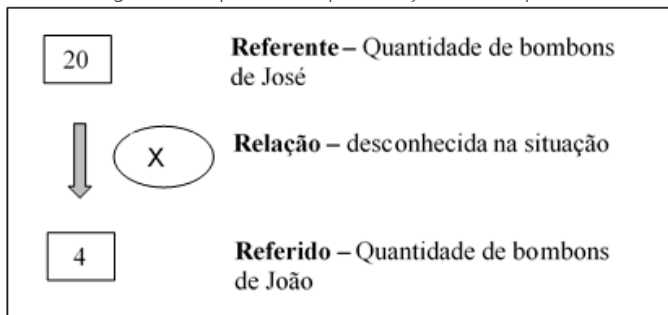 20
Referente – Quantidade de bombons
de José
X
Relação – desconhecida na situação
4
Referido – Quantidade de bombons
de João